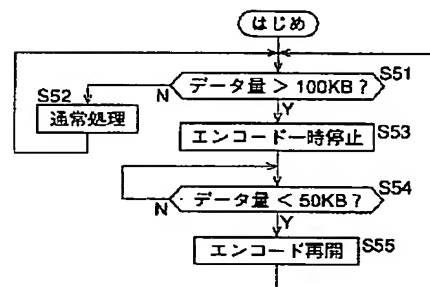 はじめ
S51
データ量 > 100KB?
N
Y
S52
通常処理
S53
エンコード一時停止
S54
データ量 < 50KB?
N
Y
S55
エンコード再開